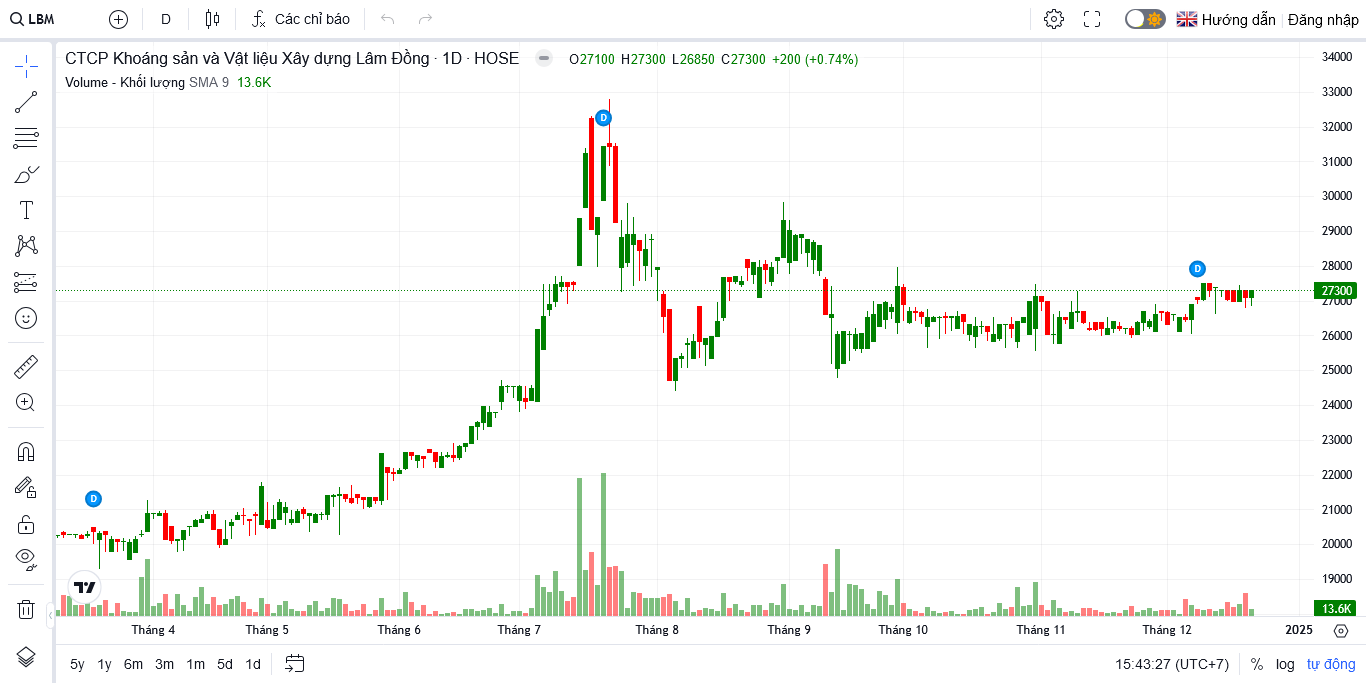 LBM D Các chỉ báo Hướng dẫn Đăng nhập
CTCP Khoáng sản và Vật liệu Xây dựng Lâm Đồng · 1D · HOSE O27100 H27300 L26850 C27300 +200 (+0.74%)
Volume - Khối lượng SMA 9 13.6K
34000
33000
D
32000
31000
30000
29000
D
28000
27300
27000
26000
25000
24000
23000
22000
D
21000
20000
19000
13.6K
Tháng 4 Tháng 5 Tháng 6 Tháng 7 Tháng 8 Tháng 9 Tháng 10 Tháng 11 Tháng 12 2025
5y 1y 6m 3m 1m 5d 1d 15:43:27 (UTC+7) % log tự động